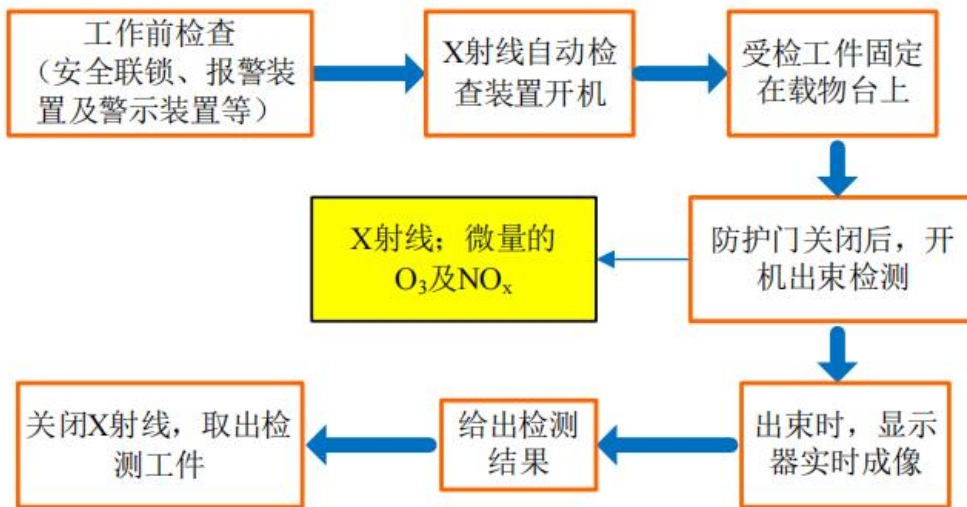 工作前检查
（安全联锁、报警装
置及警示装置等）
X射线自动检
查装置开机
受检工件固定
在载物台上
X射线；微量的
O₃及NOₓ
防护门关闭后，开
机出束检测
关闭X射线，取出检
测工件
给出检测
结果
出束时，显示
器实时成像